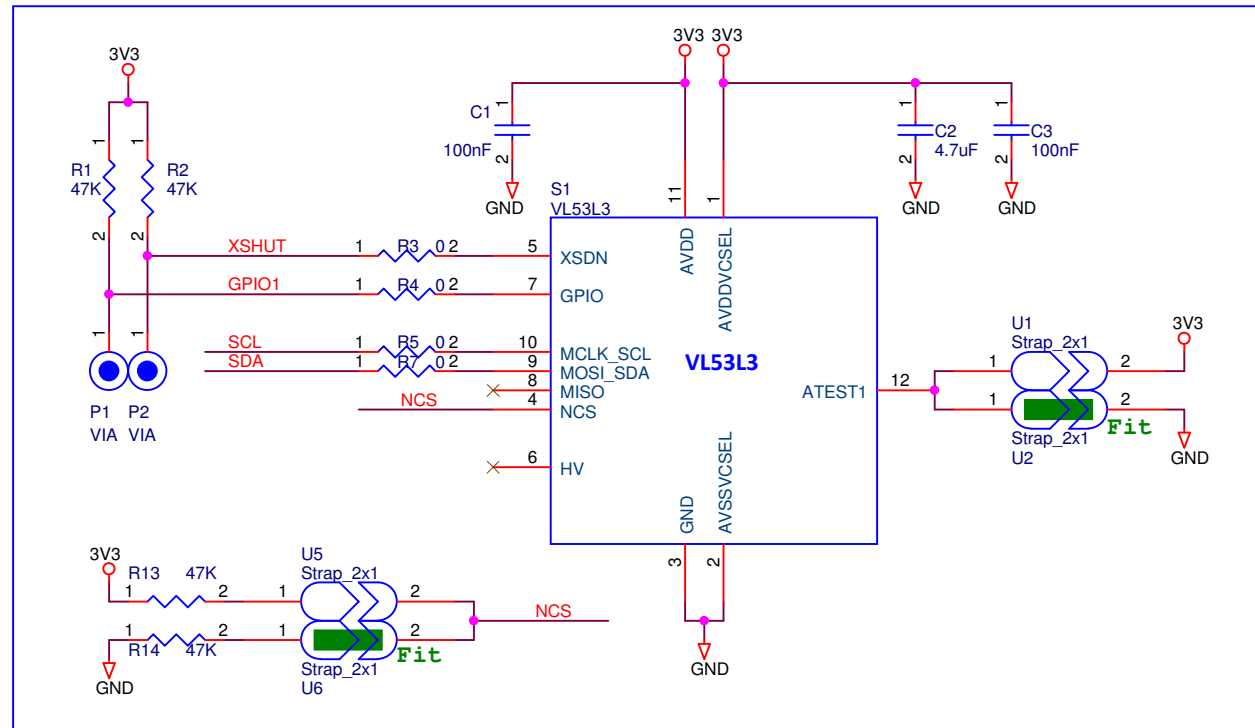 3V3
3V3
3V3
1
1
R1
47K
R2
47K
2
2
C1
1
100nF
2
GND
1
C2
4.7uF
2
GND
1
C3
100nF
2
GND
S1
VL53L3
11
1
AVDD
AVDDVCSEL
XSHUT
1
R3
0
2
5
XSDN
GPIO1
1
R4
0
2
7
GPIO
SCL
1
R5
0
2
10
MCLK_SCL
SDA
1
R7
0
2
9
MOSI_SDA
8
MISO
NCS
4
NCS
6
HV
VL53L3
ATEST1
12
GND
AVSSVCSEL
3
2
GND
1
1
P1
VIA
P2
VIA
U1
Strap_2x1
1
2
3V3
1
2
Fit
Strap_2x1
U2
GND
3V3
R13
47K
1
2
U5
Strap_2x1
1
2
1
2
R14
47K
GND
1
2
Fit
Strap_2x1
U6
NCS